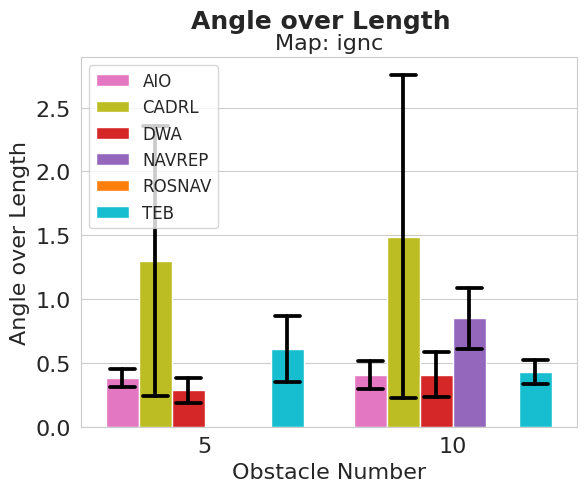 Angle over Length
Map: ignc
AIO
CADRL
DWA
NAVREP
ROSNAV
TEB
Angle over Length
2.5
2.0
1.5
1.0
0.5
0.0
5
10
Obstacle Number